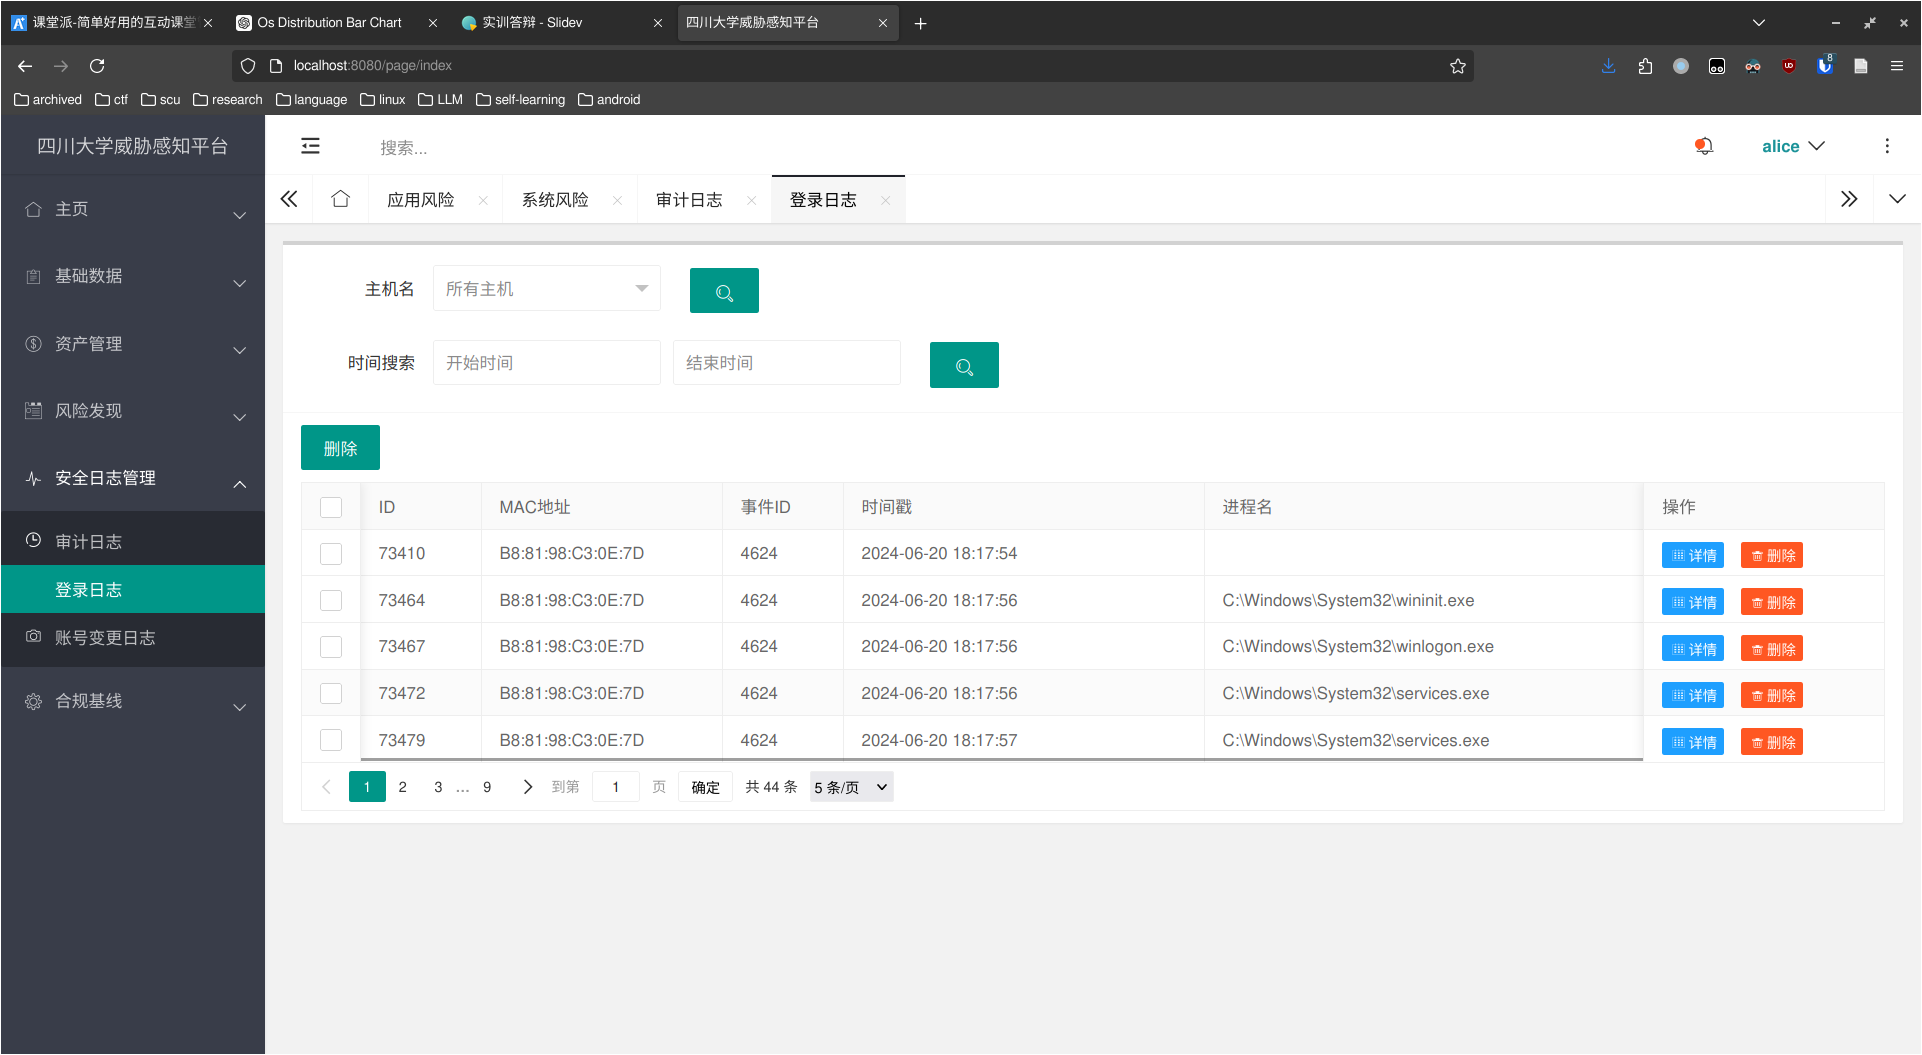 课堂派-简单好用的互动课堂
Os Distribution Bar Chart
实训答辩 - Slidev
四川大学威胁感知平台
localhost:8080/page/index
8
archived ctf scu research language linux LLM self-learning android
四川大学威胁感知平台
搜索...
alice
应用风险 系统风险 审计日志 登录日志
主页
基础数据
资产管理
风险发现
安全日志管理
审计日志
登录日志
账号变更日志
合规基线
主机名 所有主机
时间搜索 开始时间 结束时间
删除
ID MAC地址 事件ID 时间戳 进程名 操作
73410 B8:81:98:C3:0E:7D 4624 2024-06-20 18:17:54 详情 删除
73464 B8:81:98:C3:0E:7D 4624 2024-06-20 18:17:56 C:\Windows\System32\wininit.exe 详情 删除
73467 B8:81:98:C3:0E:7D 4624 2024-06-20 18:17:56 C:\Windows\System32\winlogon.exe 详情 删除
73472 B8:81:98:C3:0E:7D 4624 2024-06-20 18:17:56 C:\Windows\System32\services.exe 详情 删除
73479 B8:81:98:C3:0E:7D 4624 2024-06-20 18:17:57 C:\Windows\System32\services.exe 详情 删除
1 2 3 ... 9 到第 1 页 确定 共 44 条 5 条/页